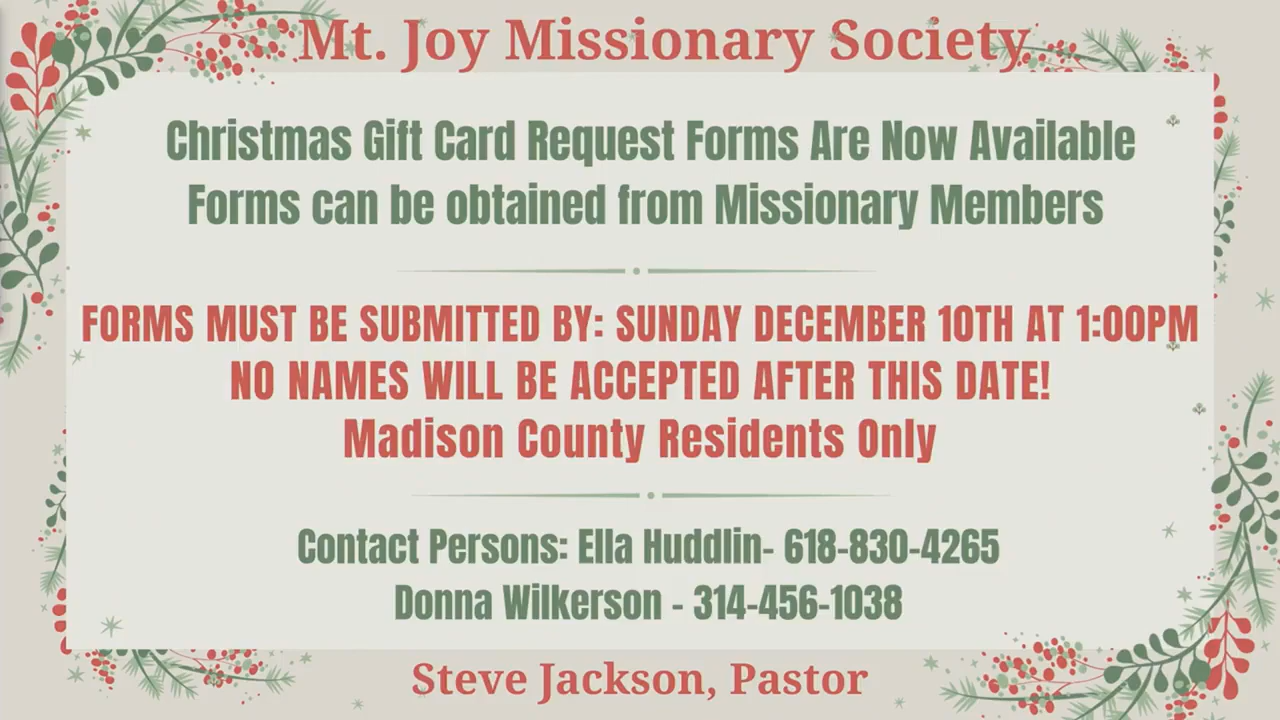 Mt. Joy Missionary Society
Christmas Gift Card Request Forms Are Now Available
Forms can be obtained from Missionary Members
FORMS MUST BE SUBMITTED BY: SUNDAY DECEMBER 10TH AT 1:00PM
NO NAMES WILL BE ACCEPTED AFTER THIS DATE!
Madison County Residents Only
Contact Persons: Ella Huddlin- 618-830-4265
Donna Wilkerson - 314-456-1038
Steve Jackson, Pastor